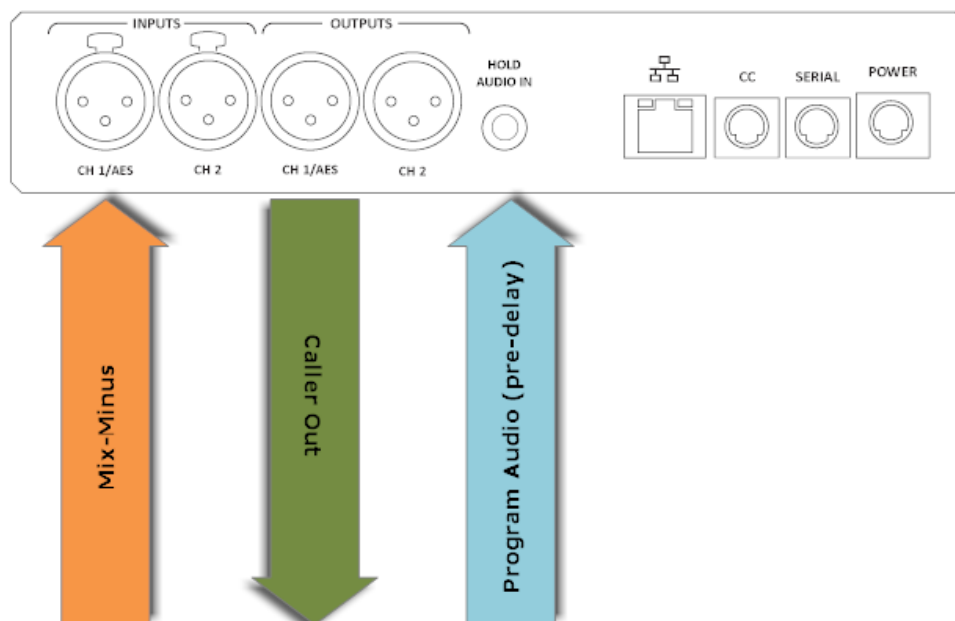 INPUTS
OUTPUTS
HOLD
AUDIO IN
CC
SERIAL
POWER
CH 1/AES
CH 2
CH 1/AES
CH 2
Mix-Minus
Caller Out
Program Audio (pre-delay)